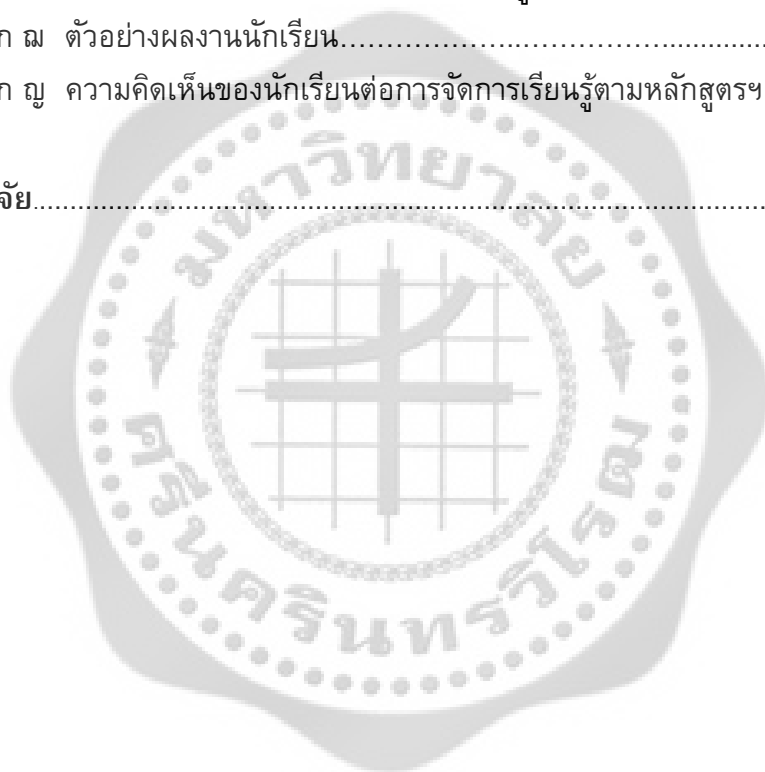 ก ฌ ตัวอย่างผลงานนักเรียน
ก ญ ความคิดเห็นของนักเรียนต่อการจัดการเรียนรู้ตามหลักสูตรฯ
จัย
มหาวิทยาลัย
ศรีนครินทรวิโรฒ